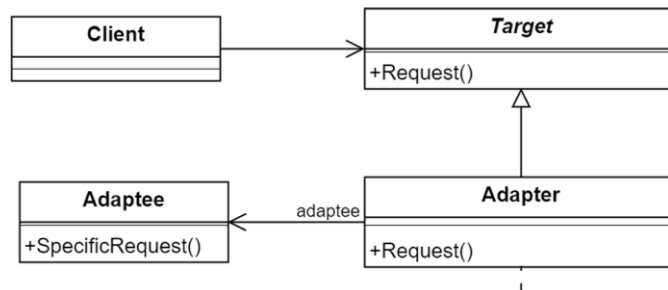 Client
Target
+Request()
Adaptee
+SpecificRequest()
adaptee
Adapter
+Request()